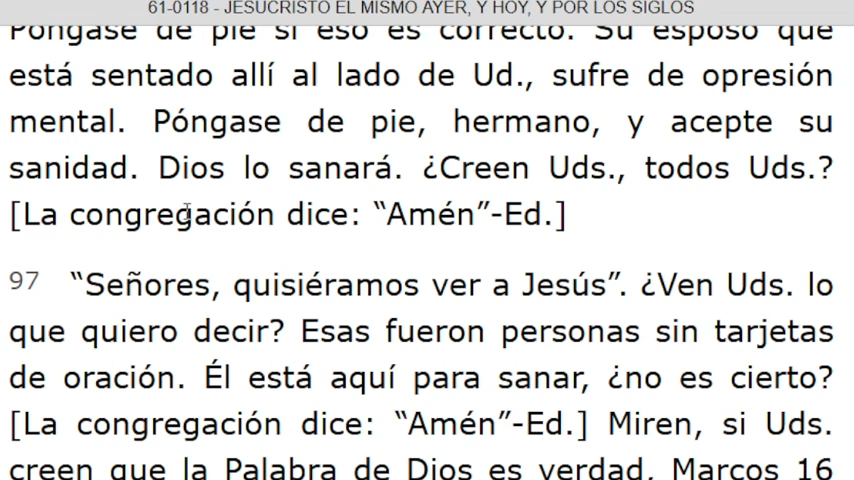 61-0118 - JESUCRISTO EL MISMO AYER, Y HOY, Y POR LOS SIGLOS
Póngase de pie si eso es correcto. Su esposo que
está sentado allí al lado de Ud., sufre de opresión
mental. Póngase de pie, hermano, y acepte su
sanidad. Dios lo sanará. ¿Creen Uds., todos Uds.?
[La congregación dice: “Amén”-Ed.]
97 “Señores, quisiéramos ver a Jesús”. ¿Ven Uds. lo
que quiero decir? Esas fueron personas sin tarjetas
de oración. Él está aquí para sanar, ¿no es cierto?
[La congregación dice: “Amén”-Ed.] Miren, si Uds.
creen que la Palabra de Dios es verdad, Marcos 16